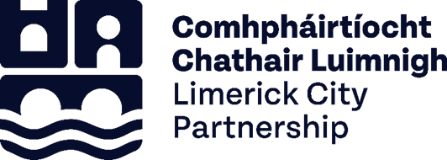 Comhpháirtíocht
Chathair Luimnigh
Limerick City
Partnership